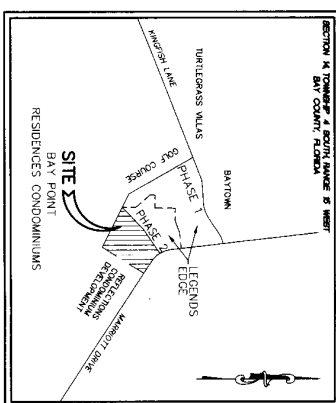 SECTION 14, TOWNSHIP 4 SOUTH, RANGE 15 WEST
BAY COUNTY, FLORIDA
BAYTOWN
TURTLEGRASS VILLAS
KINGFISH LANE
GOLF COURSE
PHASE 1
LEGENDS
EDGE
PHASE 2
SITE
BAY POINT
RESIDENCES CONDOMINIUMS
REFLECTIONS
CONDOMINIUM
DEVELOPMENT
MARRIOTT DRIVE